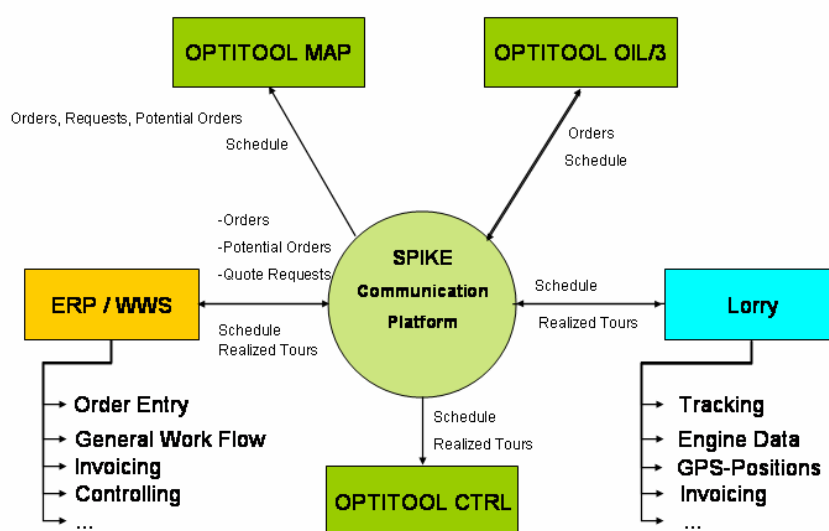 OPTITOOL MAP
OPTITOOL OIL/3
Orders, Requests, Potential Orders
Schedule
Orders
Schedule
-Orders
-Potential Orders
-Quote Requests
SPIKE
Communication
Platform
ERP / WWS
Schedule
Realized Tours
Schedule
Realized Tours
Lorry
Order Entry
General Work Flow
Invoicing
Controlling
...
Schedule
Realized Tours
OPTITOOL CTRL
Tracking
Engine Data
GPS-Positions
Invoicing
...